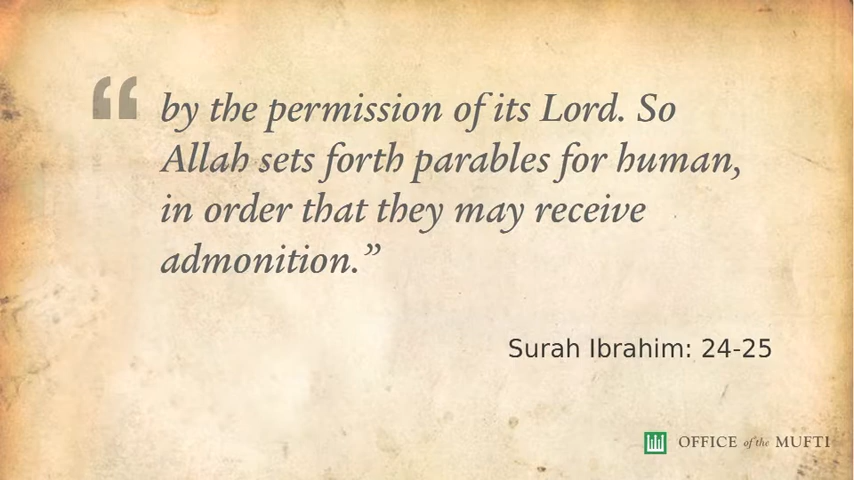 “ by the permission of its Lord. So
Allah sets forth parables for human,
in order that they may receive
admonition.”
Surah Ibrahim: 24-25
OFFICE of the MUFTI